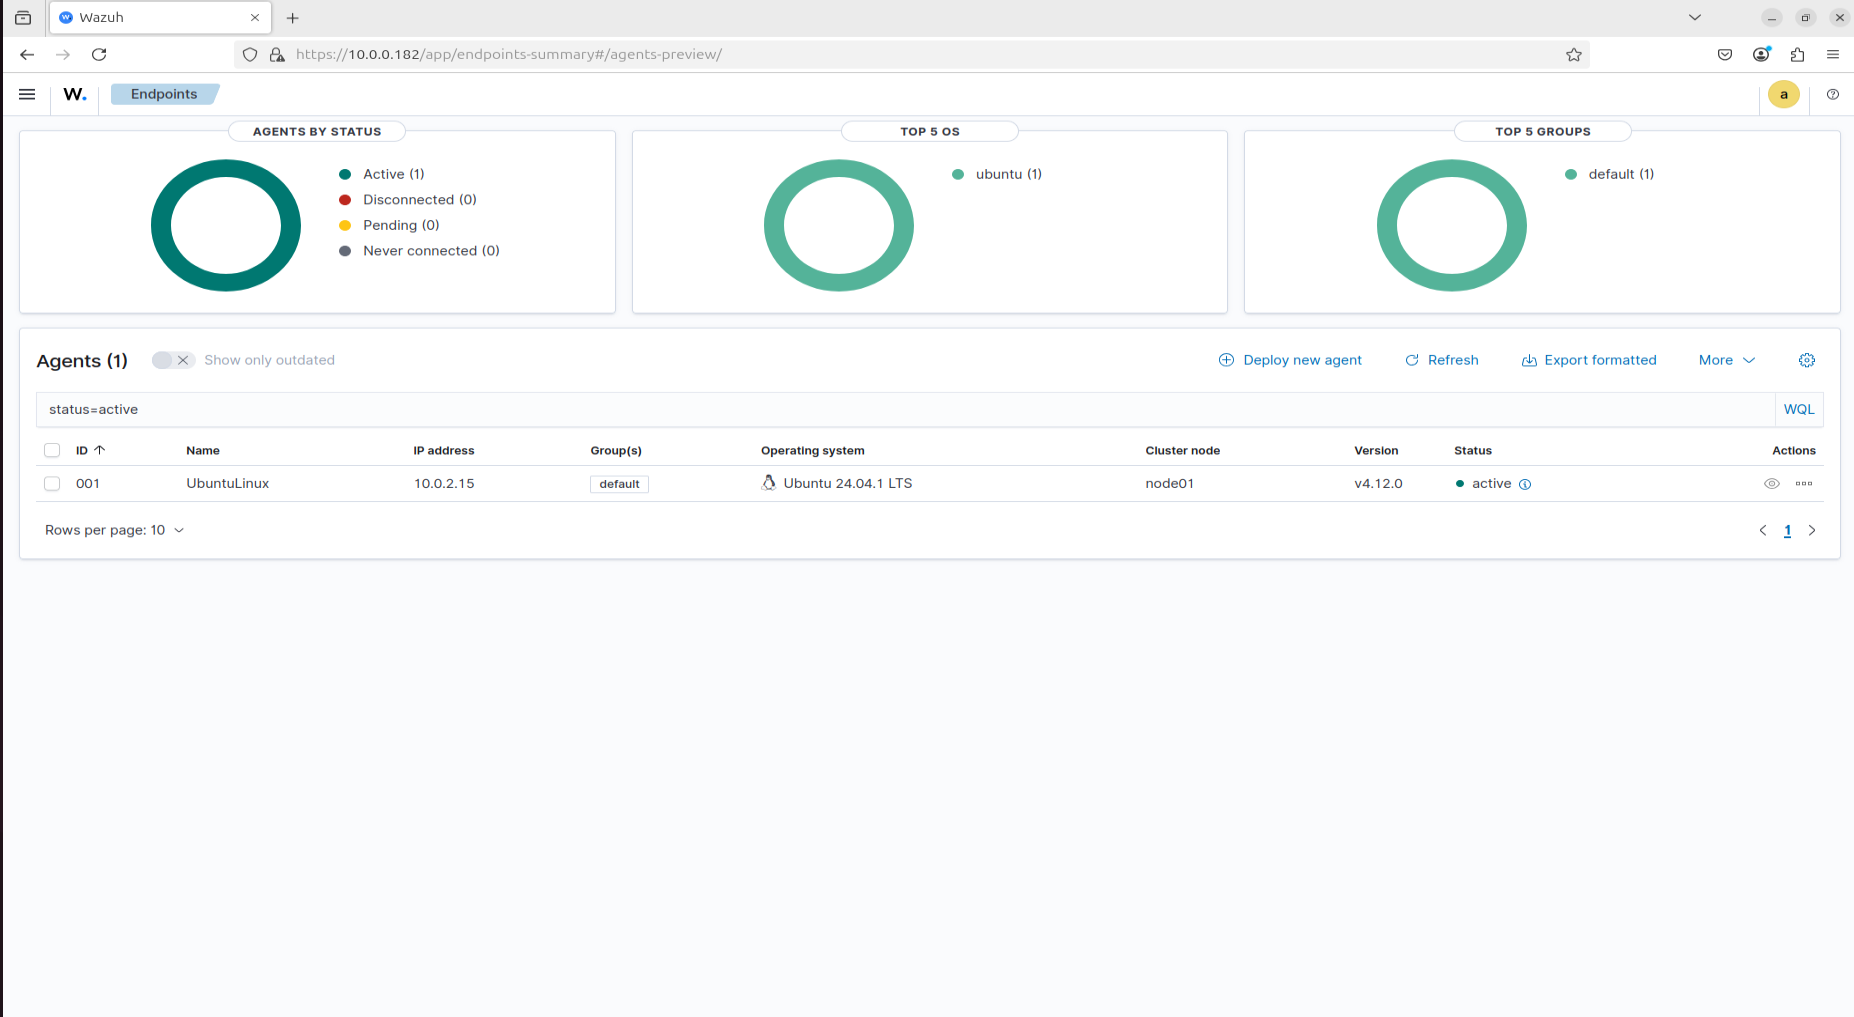 Wazuh
https://10.0.0.182/app/endpoints-summary#/agents-preview/
W. Endpoints a
AGENTS BY STATUS
Active (1)
Disconnected (0)
Pending (0)
Never connected (0)
TOP 5 OS
ubuntu (1)
TOP 5 GROUPS
default (1)
Agents (1) Show only outdated Deploy new agent Refresh Export formatted More
status=active WQL
ID Name IP address Group(s) Operating system Cluster node Version Status Actions
001 UbuntuLinux 10.0.2.15 default Ubuntu 24.04.1 LTS node01 v4.12.0 active
Rows per page: 10 1